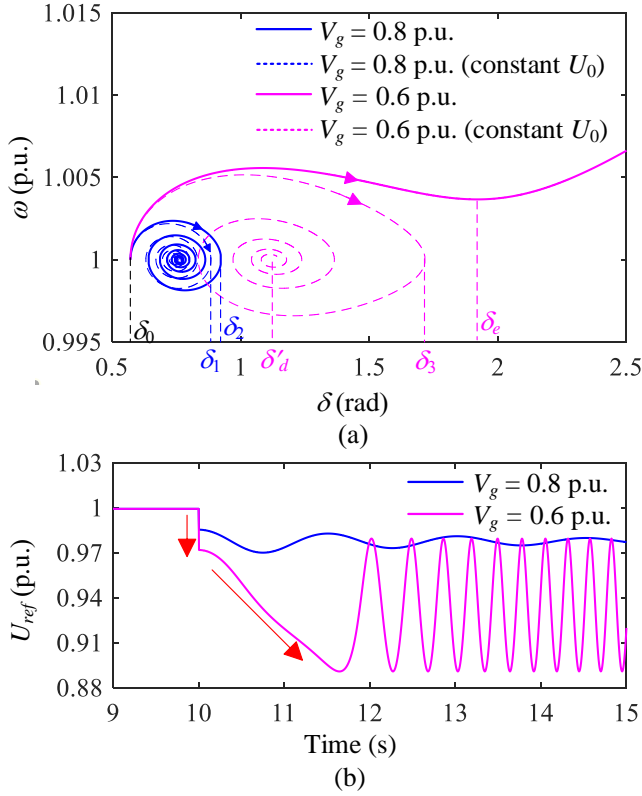 1.015
1.01
1.005
1
0.995
ω (p.u.)
V_g = 0.8 p.u.
V_g = 0.8 p.u. (constant U_0)
V_g = 0.6 p.u.
V_g = 0.6 p.u. (constant U_0)
δ_0
δ_1
δ_2
δ'_d
δ_3
δ_e
0.5 1 1.5 2 2.5
δ (rad)
(a)
1.03
1
0.97
0.94
0.91
0.88
U_ref (p.u.)
V_g = 0.8 p.u.
V_g = 0.6 p.u.
9 10 11 12 13 14 15
Time (s)
(b)